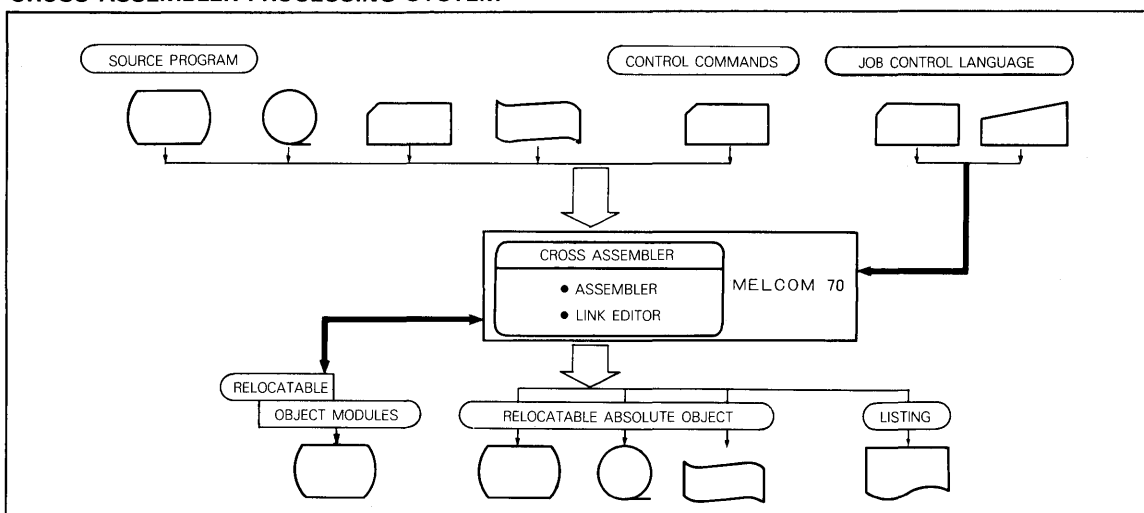 CROSS ASSEMBLER PROCESSING SYSTEM
SOURCE PROGRAM
CONTROL COMMANDS
JOB CONTROL LANGUAGE
CROSS ASSEMBLER
● ASSEMBLER
● LINK EDITOR
MELCOM 70
RELOCATABLE
OBJECT MODULES
RELOCATABLE ABSOLUTE OBJECT
LISTING